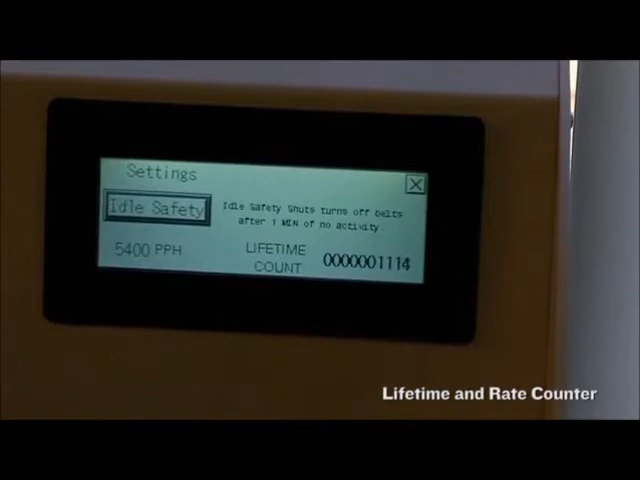 Settings
X
Idle Safety
Idle Safety Shuts turns off belts
after 1 MIN of no activity.
5400 PPH
LIFETIME
COUNT
0000001114
Lifetime and Rate Counter